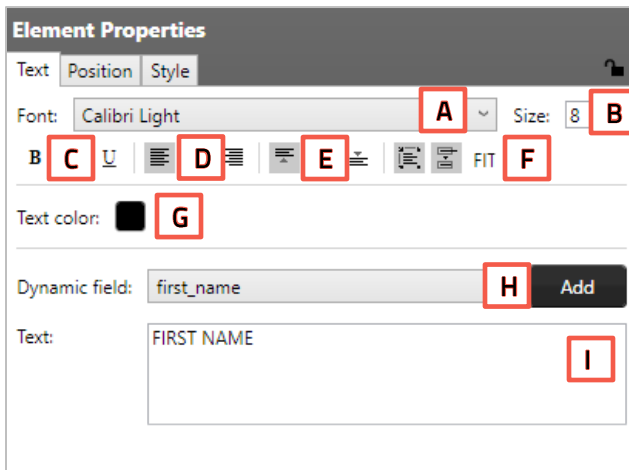 Element Properties
Text Position Style
Font: Calibri Light A Size: 8 B
B C U D E FIT F
Text color: G
Dynamic field: first_name H Add
Text: FIRST NAME I